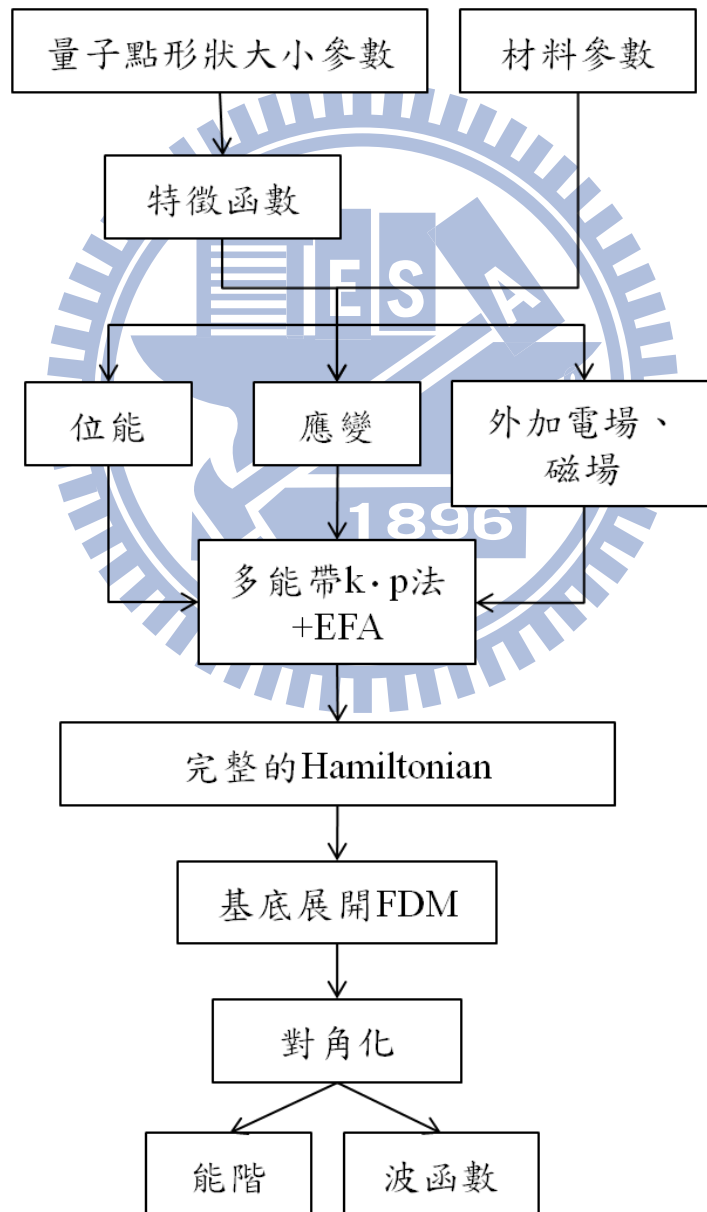 量子點形狀大小參數
材料參數
特徵函數
E S A
位能
應變
外加電場、
磁場
1896
多能帶k·p法
+EFA
完整的Hamiltonian
基底展開FDM
對角化
能階
波函數